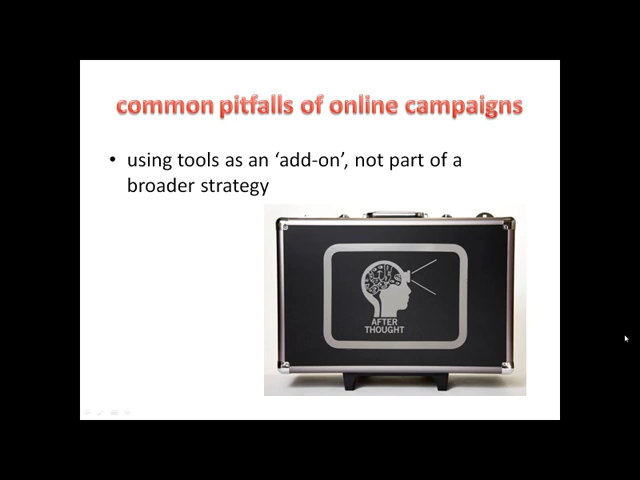 common pitfalls of online campaigns
• using tools as an ‘add-on’, not part of a
broader strategy
AFTER
THOUGHT